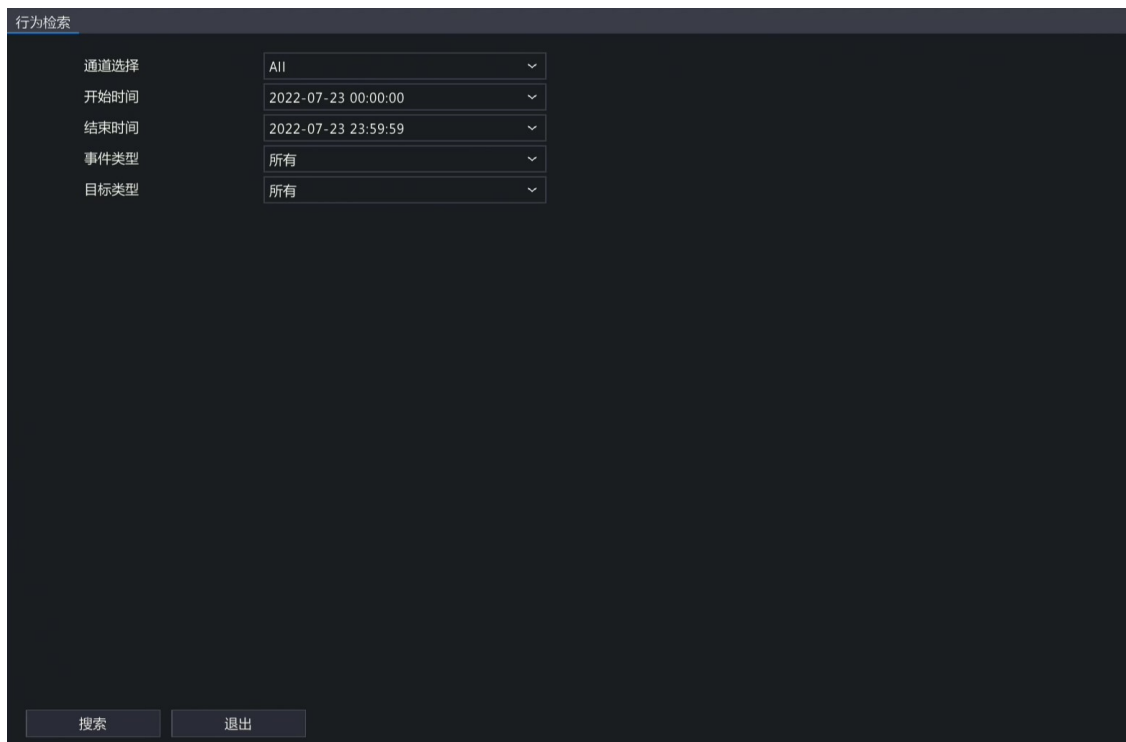 行为检索
通道选择 All
开始时间 2022-07-23 00:00:00
结束时间 2022-07-23 23:59:59
事件类型 所有
目标类型 所有
搜索 退出